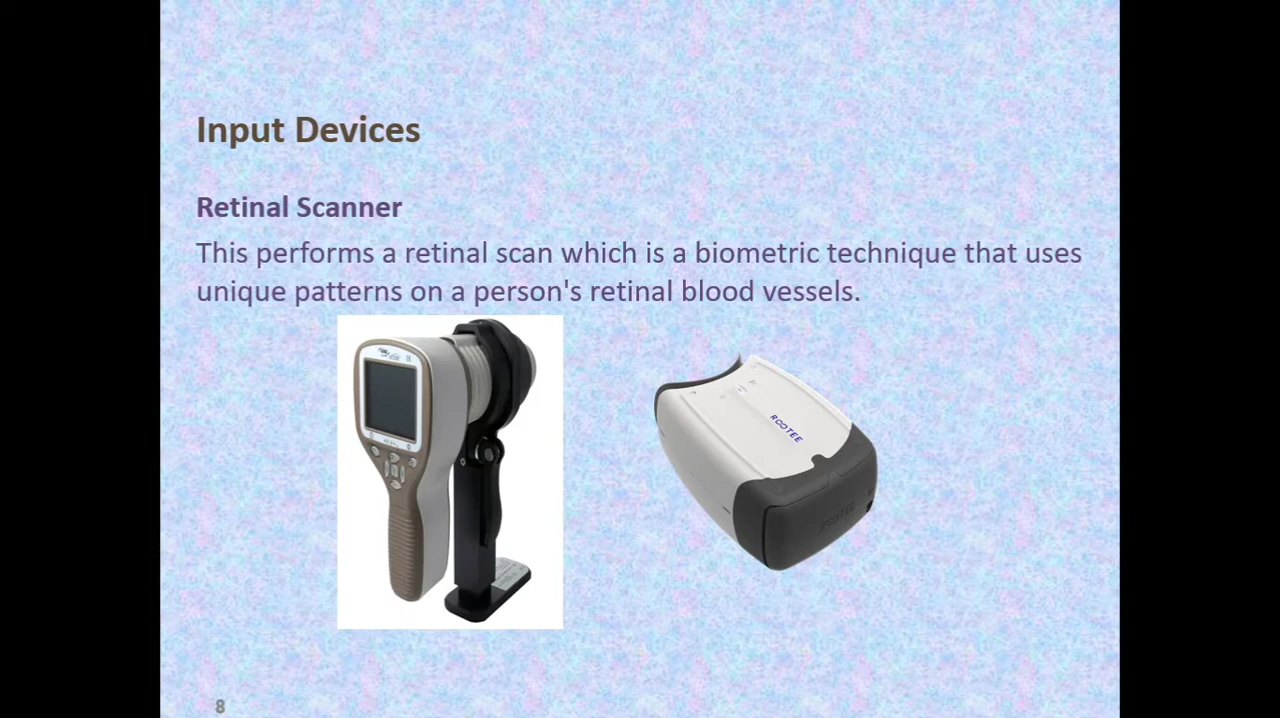 Input Devices
Retinal Scanner
This performs a retinal scan which is a biometric technique that uses
unique patterns on a person's retinal blood vessels.
ROOTEE
8